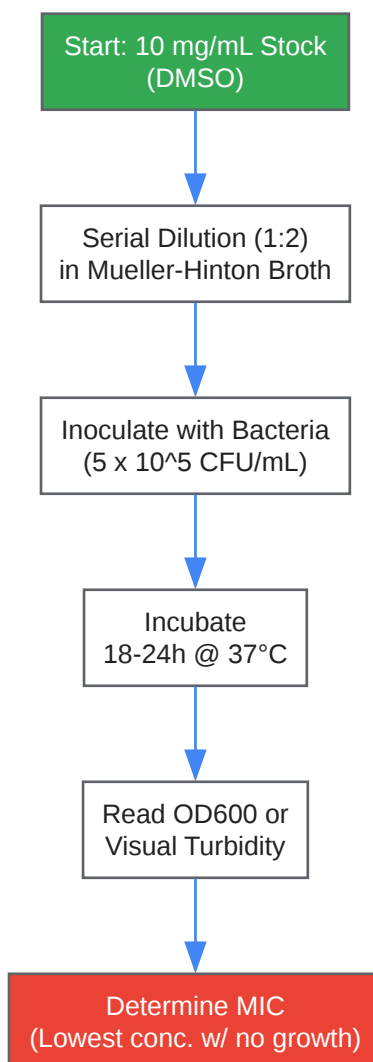 Start: 10 mg/mL Stock
(DMSO)
Serial Dilution (1:2)
in Mueller-Hinton Broth
Inoculate with Bacteria
(5 x 10^5 CFU/mL)
Incubate
18-24h @ 37°C
Read OD600 or
Visual Turbidity
Determine MIC
(Lowest conc. w/ no growth)